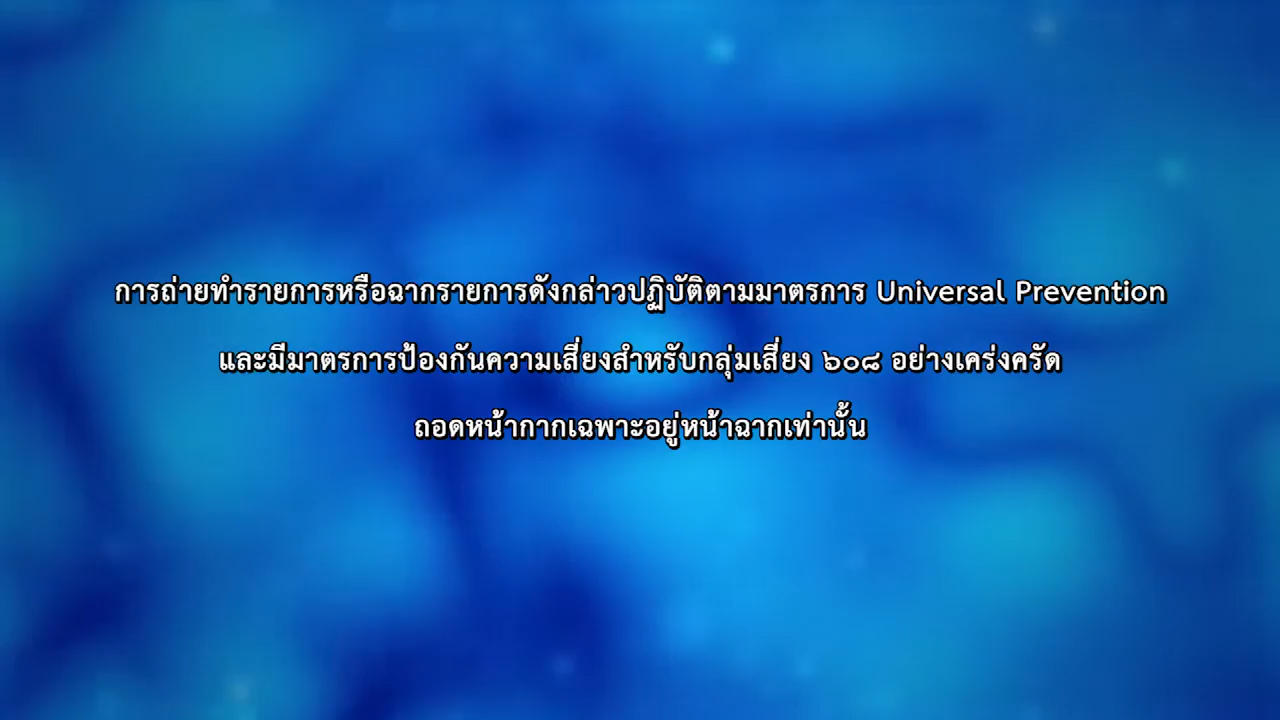 การถ่ายทำรายการหรือฉากรายการดังกล่าวปฏิบัติตามมาตรการ Universal Prevention
และมีมาตรการป้องกันความเสี่ยงสำหรับกลุ่มเสี่ยง ๖๐๘ อย่างเคร่งครัด
ถอดหน้ากากเฉพาะอยู่หน้าฉากเท่านั้น